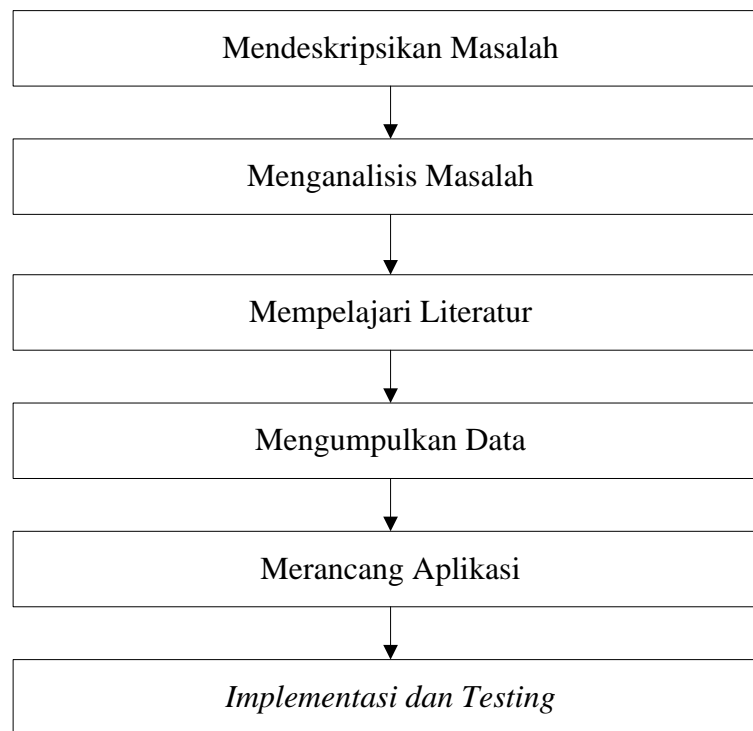 Mendeskripsikan Masalah
Menganalisis Masalah
Mempelajari Literatur
Mengumpulkan Data
Merancang Aplikasi
Implementasi dan Testing